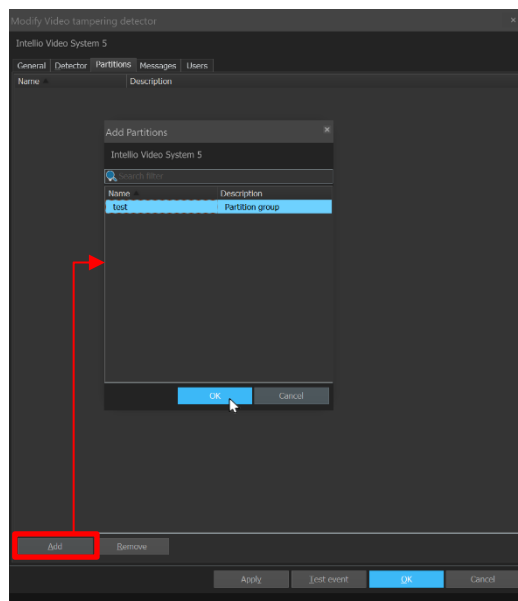 Modify Video tampering detector
Intellio Video System 5
General Detector Partitions Messages Users
Name Description
Add Partitions
Intellio Video System 5
Search filter
Name Description
test Partition group
OK Cancel
Add Remove
Apply Test event OK Cancel